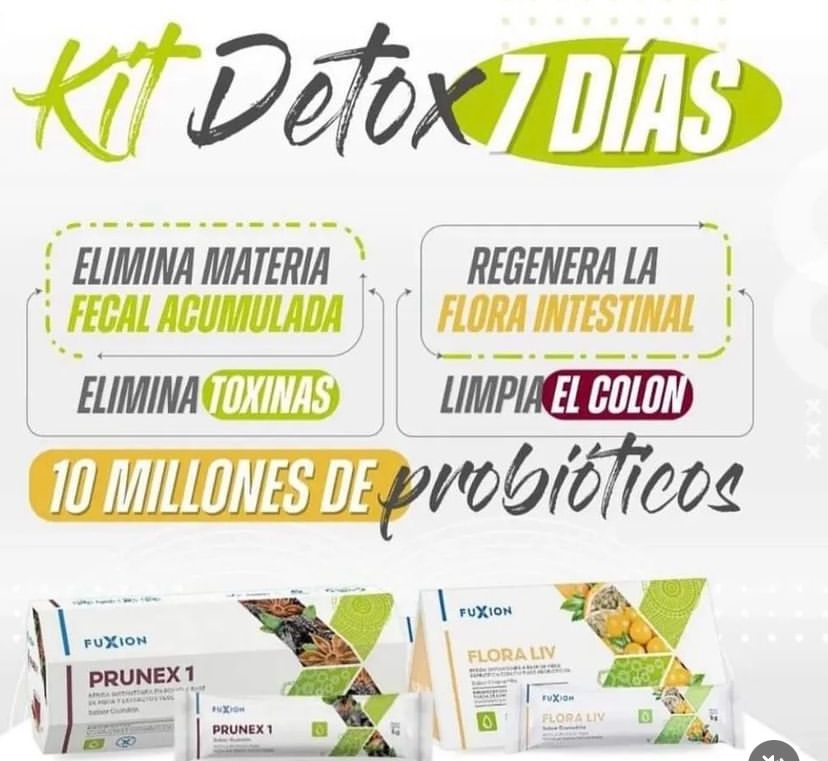 Kit Detox 7 DÍAS
ELIMINA MATERIA
FECAL ACUMULADA
ELIMINA TOXINAS
REGENERA LA
FLORA INTESTINAL
LIMPIA EL COLON
10 MILLONES DE probióticos
FUXION
PRUNEX 1
FUXION
PRUNEX 1
FUXION
FLORA LIV
FUXION
FLORA LIV
XXX